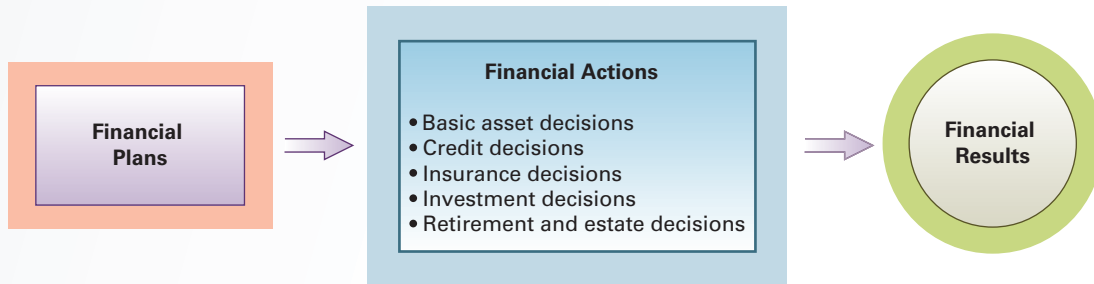 Financial
Plans
Financial Actions
• Basic asset decisions
• Credit decisions
• Insurance decisions
• Investment decisions
• Retirement and estate decisions
Financial
Results